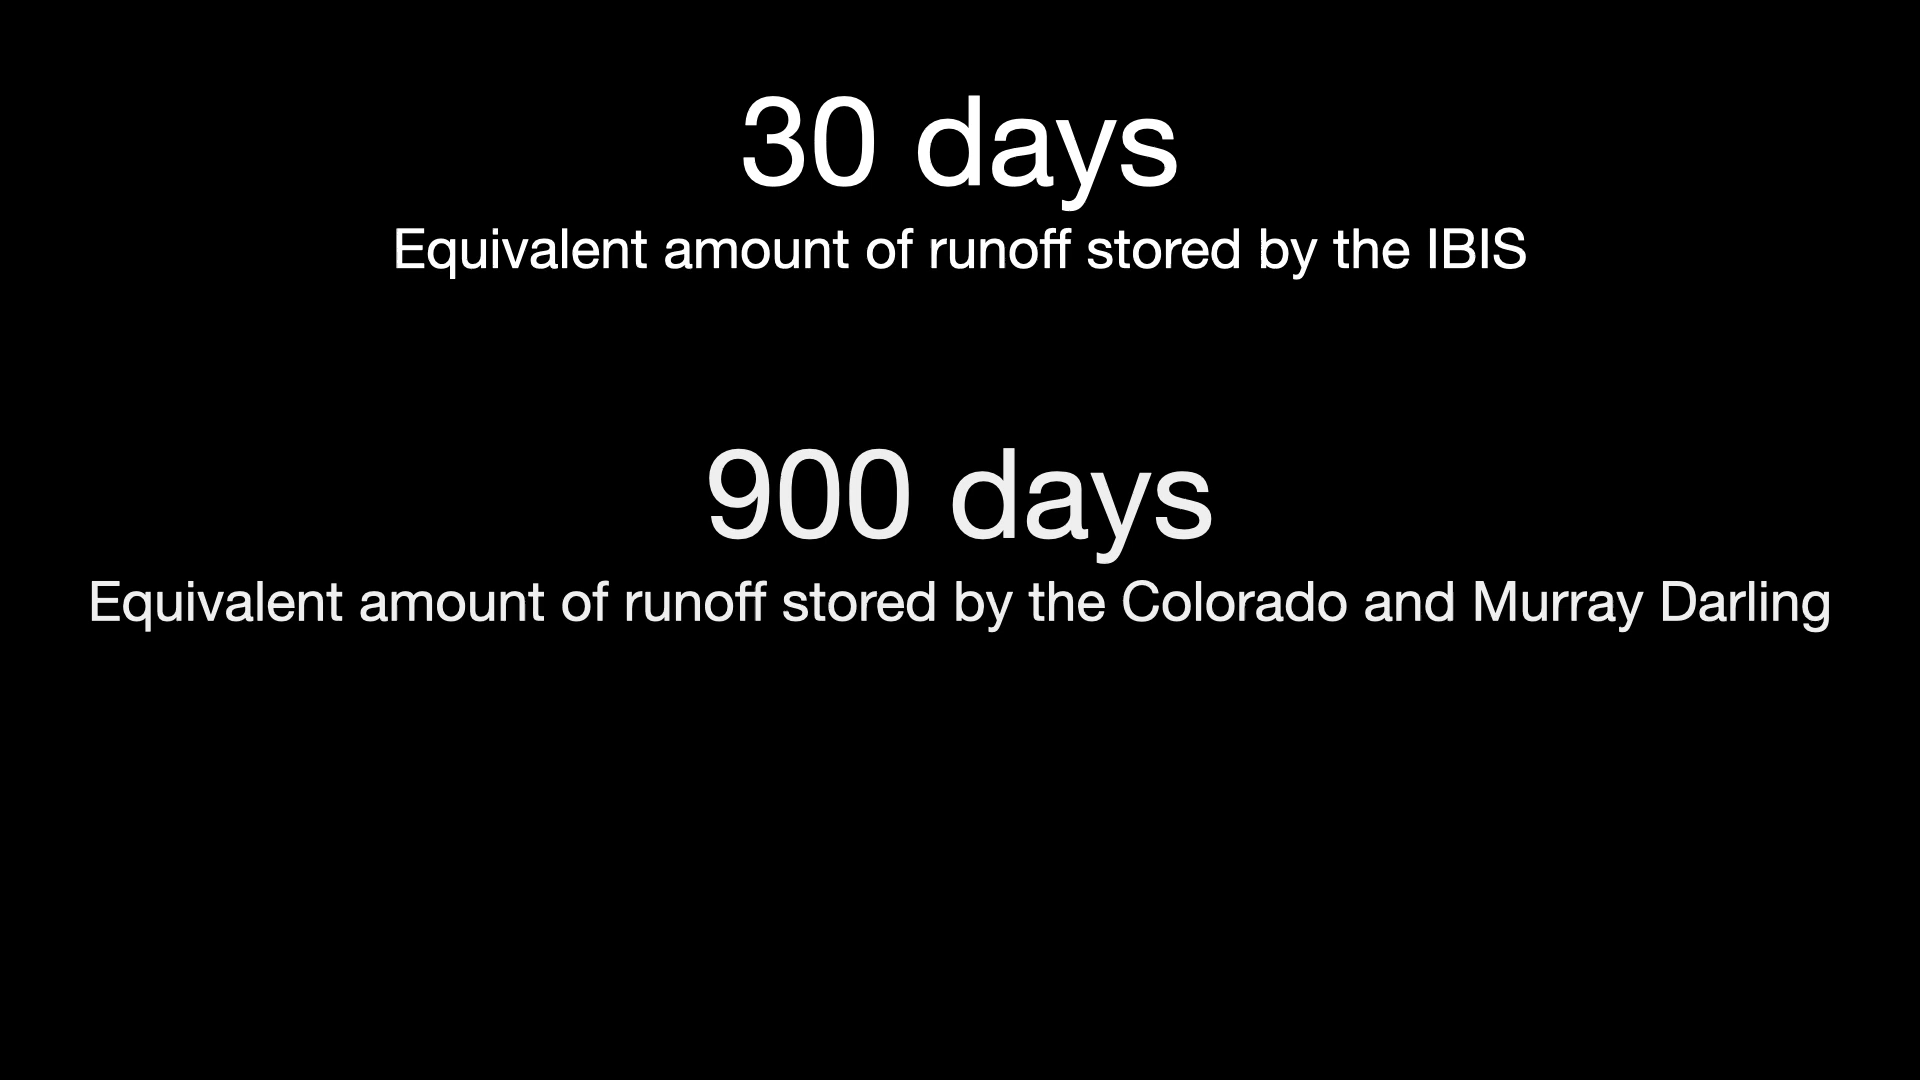 30 days
Equivalent amount of runoff stored by the IBIS
900 days
Equivalent amount of runoff stored by the Colorado and Murray Darling